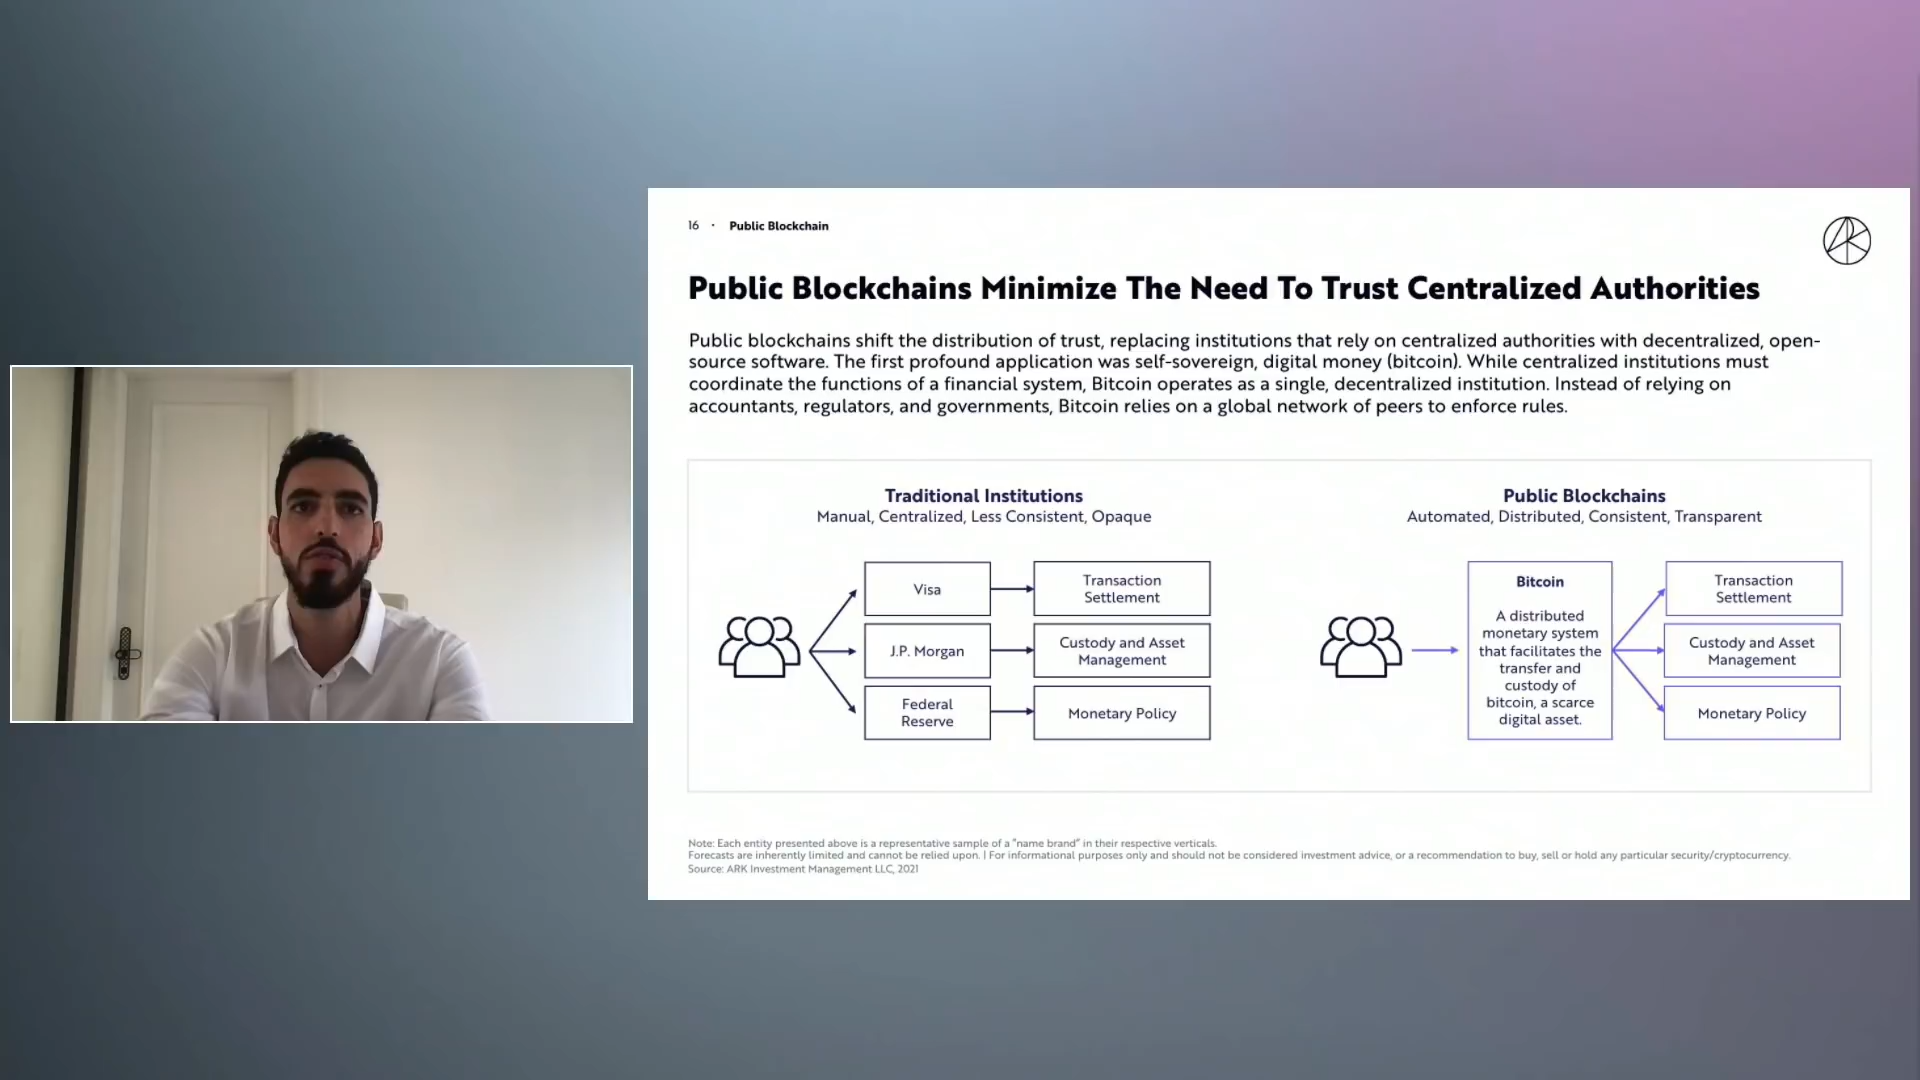 16 · Public Blockchain
Public Blockchains Minimize The Need To Trust Centralized Authorities
Public blockchains shift the distribution of trust, replacing institutions that rely on centralized authorities with decentralized, open-
source software. The first profound application was self-sovereign, digital money (bitcoin). While centralized institutions must
coordinate the functions of a financial system, Bitcoin operates as a single, decentralized institution. Instead of relying on
accountants, regulators, and governments, Bitcoin relies on a global network of peers to enforce rules.
Traditional Institutions
Manual, Centralized, Less Consistent, Opaque
Visa
Transaction
Settlement
J.P. Morgan
Custody and Asset
Management
Federal
Reserve
Monetary Policy
Public Blockchains
Automated, Distributed, Consistent, Transparent
Bitcoin
A distributed
monetary system
that facilitates the
transfer and
custody of
bitcoin, a scarce
digital asset.
Transaction
Settlement
Custody and Asset
Management
Monetary Policy
Note: Each entity presented above is a representative sample of a "name brand" in their respective verticals.
Forecasts are inherently limited and cannot be relied upon. | For informational purposes only and should not be considered investment advice, or a recommendation to buy, sell or hold any particular security/cryptocurrency.
Source: ARK Investment Management LLC, 2021